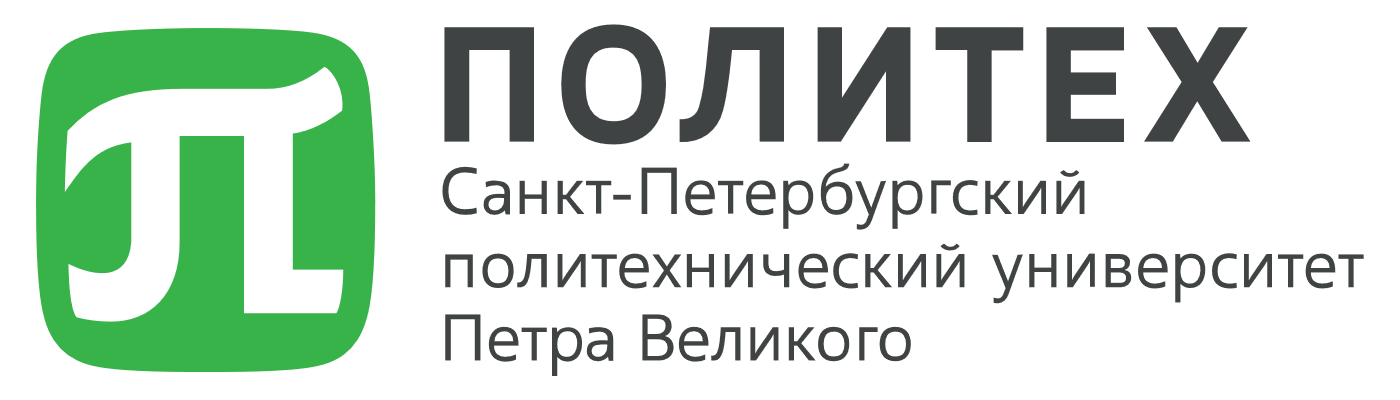 ПОЛИТЕХ
Санкт-Петербургский
политехнический университет
Петра Великого